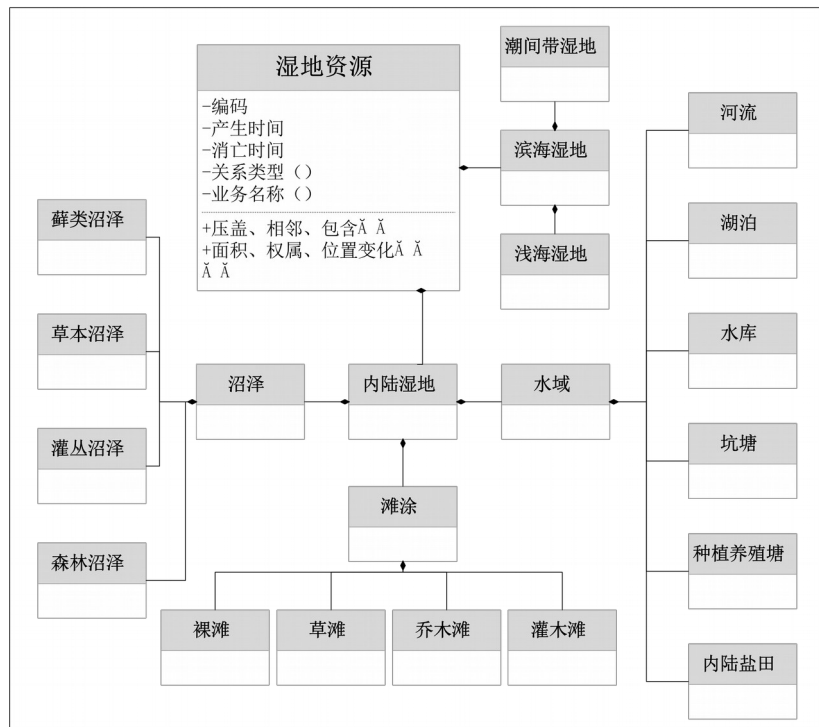 湿地资源
-编码
-产生时间
-消亡时间
-关系类型（）
-业务名称（）
+压盖、相邻、包含Ă Ă
+面积、权属、位置变化Ă Ă
Ă Ă
潮间带湿地
滨海湿地
浅海湿地
河流
湖泊
水库
坑塘
种植养殖塘
内陆盐田
藓类沼泽
草本沼泽
灌丛沼泽
森林沼泽
沼泽
内陆湿地
水域
滩涂
裸滩
草滩
乔木滩
灌木滩